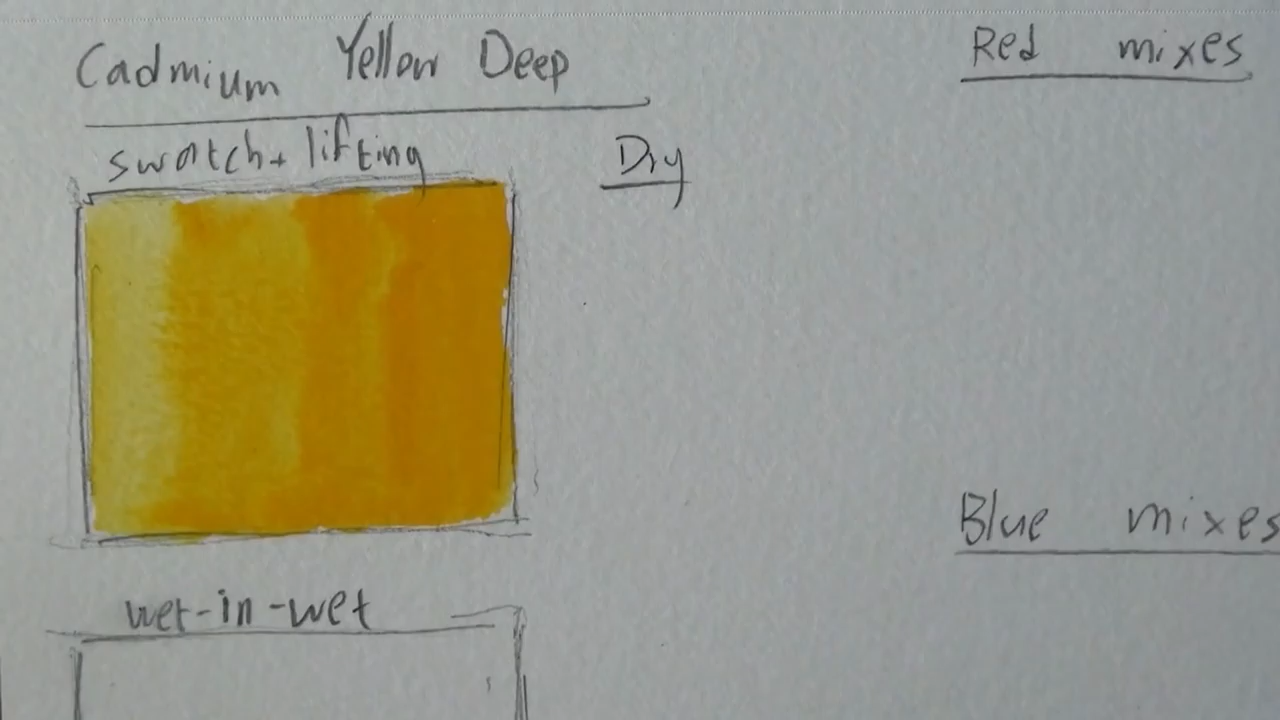 Cadmium Yellow Deep
swatch + lifting
Dry
wet-in-wet
Red mixes
Blue mixes